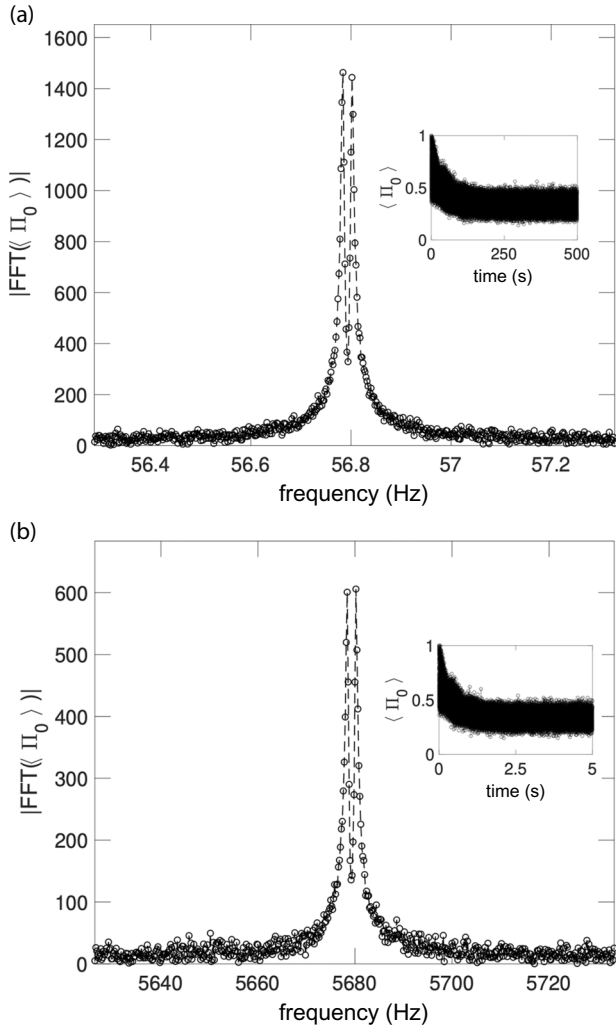 (a)
1600
1400
1200
1000
800
600
400
200
0
|FFT(⟨⟨ Π0 ⟩)|
56.4 56.6 56.8 57 57.2
frequency (Hz)
1
0.5
0
⟨ Π0 ⟩
0 250 500
time (s)
(b)
600
500
400
300
200
100
0
|FFT(⟨⟨ Π0 ⟩)|
5640 5660 5680 5700 5720
frequency (Hz)
1
0.5
0
⟨ Π0 ⟩
0 2.5 5
time (s)